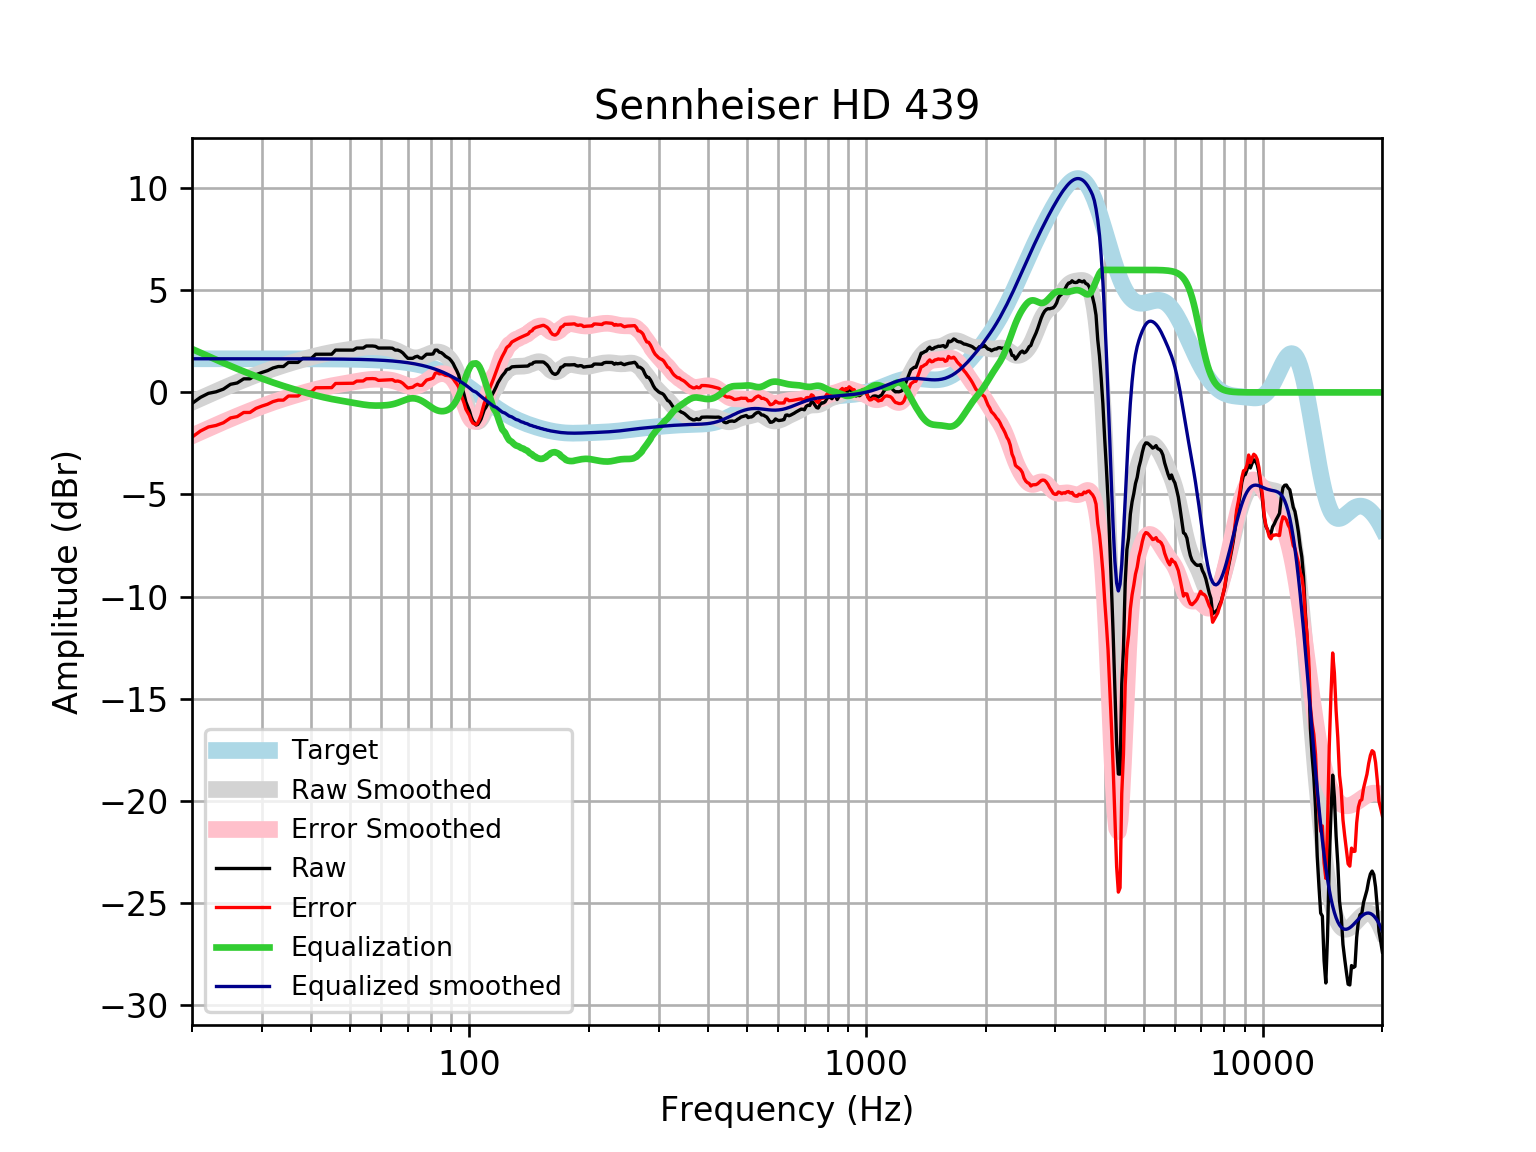 Sennheiser HD 439
10
5
0
−5
−10
−15
−20
−25
−30
Amplitude (dBr)
Target
Raw Smoothed
Error Smoothed
Raw
Error
Equalization
Equalized smoothed
100
1000
10000
Frequency (Hz)